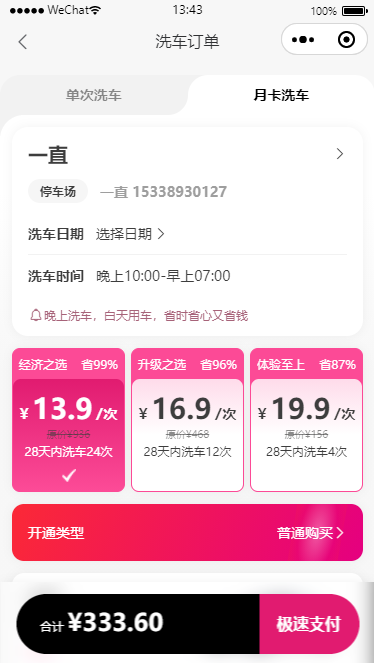 WeChat 13:43 100%
洗车订单
单次洗车 月卡洗车
一直
停车场 一直 15338930127
洗车日期 选择日期
洗车时间 晚上10:00-早上07:00
晚上洗车，白天用车，省时省心又省钱
经济之选 省99% 升级之选 省96% 体验至上 省87%
¥ 13.9 /次 ¥ 16.9 /次 ¥ 19.9 /次
原价¥936 原价¥468 原价¥156
28天内洗车24次 28天内洗车12次 28天内洗车4次
开通类型 普通购买
合计 ¥333.60 极速支付